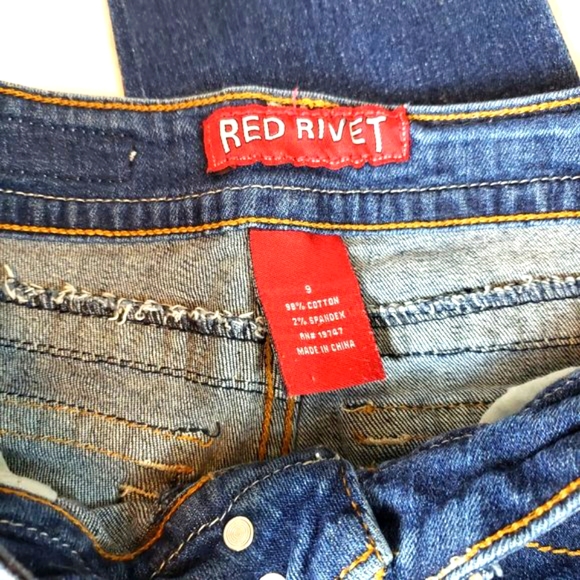 RED RIVET
9
98% COTTON
2% SPANDEX
RN# 19747
MADE IN CHINA